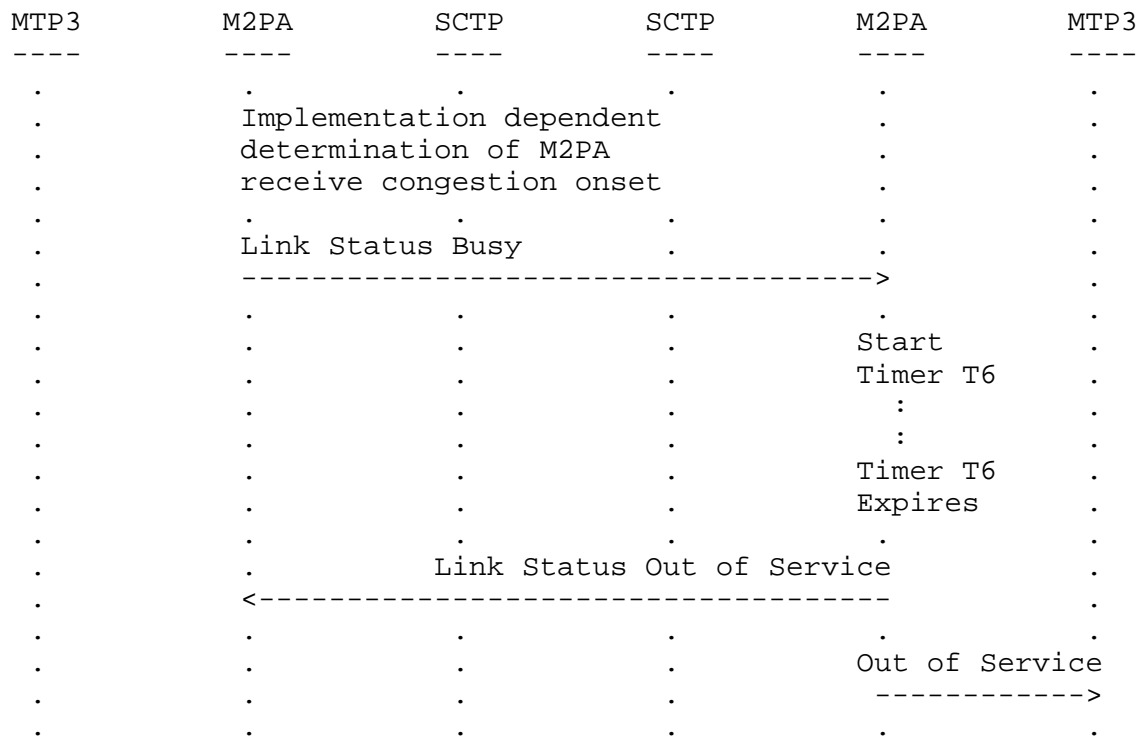 MTP3 M2PA SCTP SCTP M2PA MTP3
---- ---- ---- ---- ---- ----
. . . . . .
. Implementation dependent . .
. determination of M2PA . .
. receive congestion onset . .
. . . . . .
. Link Status Busy . . .
. ------------------------------------> .
. . . . . .
. . . . Start .
. . . . Timer T6 .
. . . . : .
. . . . : .
. . . . Timer T6 .
. . . . Expires .
. . . . . .
. . Link Status Out of Service .
. <------------------------------------ .
. . . . . .
. . . . Out of Service
. . . . ------------>
. . . . . .